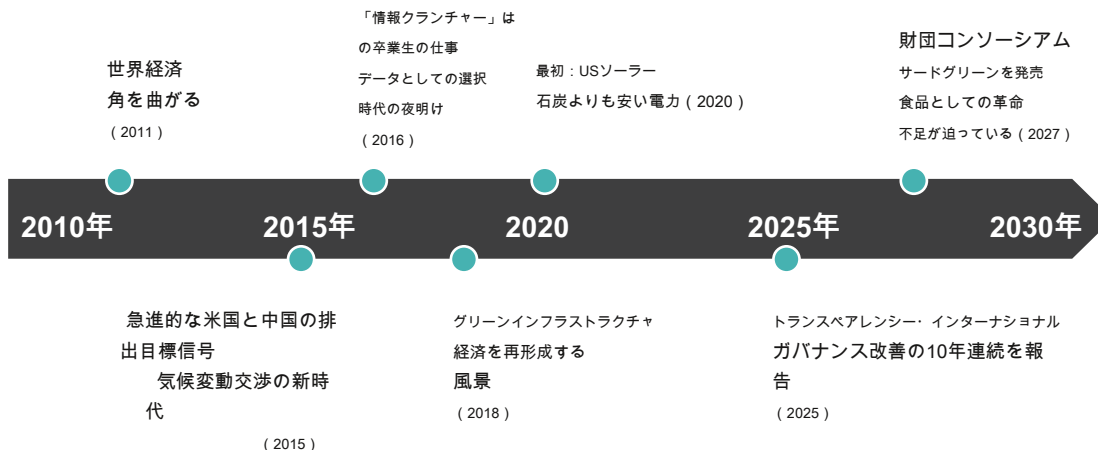 世界経済
角を曲がる
（2011）
「情報クランチャー」は
の卒業生の仕事
データとしての選択
時代の夜明け
（2016）
最初：USソーラー
石炭よりも安い電力（2020）
財団コンソーシアム
サードグリーンを発売
食品としての革命
不足が迫っている（2027）
2010年
2015年
2020
2025年
2030年
急進的な米国と中国の排
出目標信号
気候変動交渉の新時
代
（2015）
グリーンインフラストラクチャ
経済を再形成する
風景
（2018）
トランスペアレンシー・インターナショナル
ガバナンス改善の10年連続を報
告
（2025）